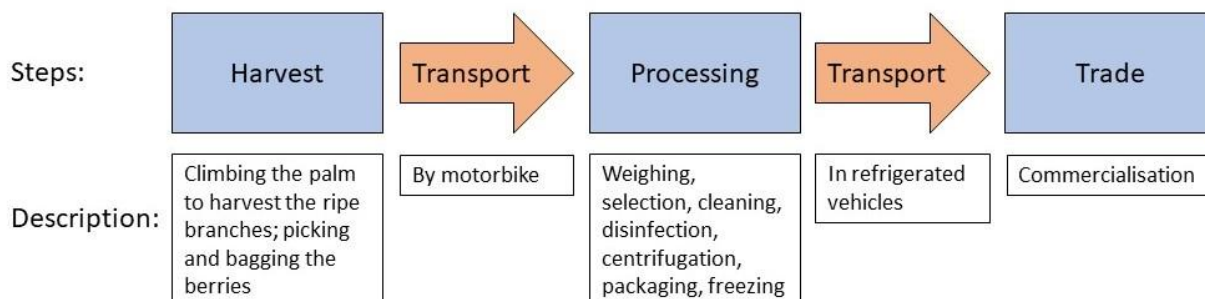 Steps:
Harvest
Transport
Processing
Transport
Trade
Description:
Climbing the palm
to harvest the ripe
branches; picking
and bagging the
berries
By motorbike
Weighing,
selection, cleaning,
disinfection,
centrifugation,
packaging, freezing
In refrigerated
vehicles
Commercialisation